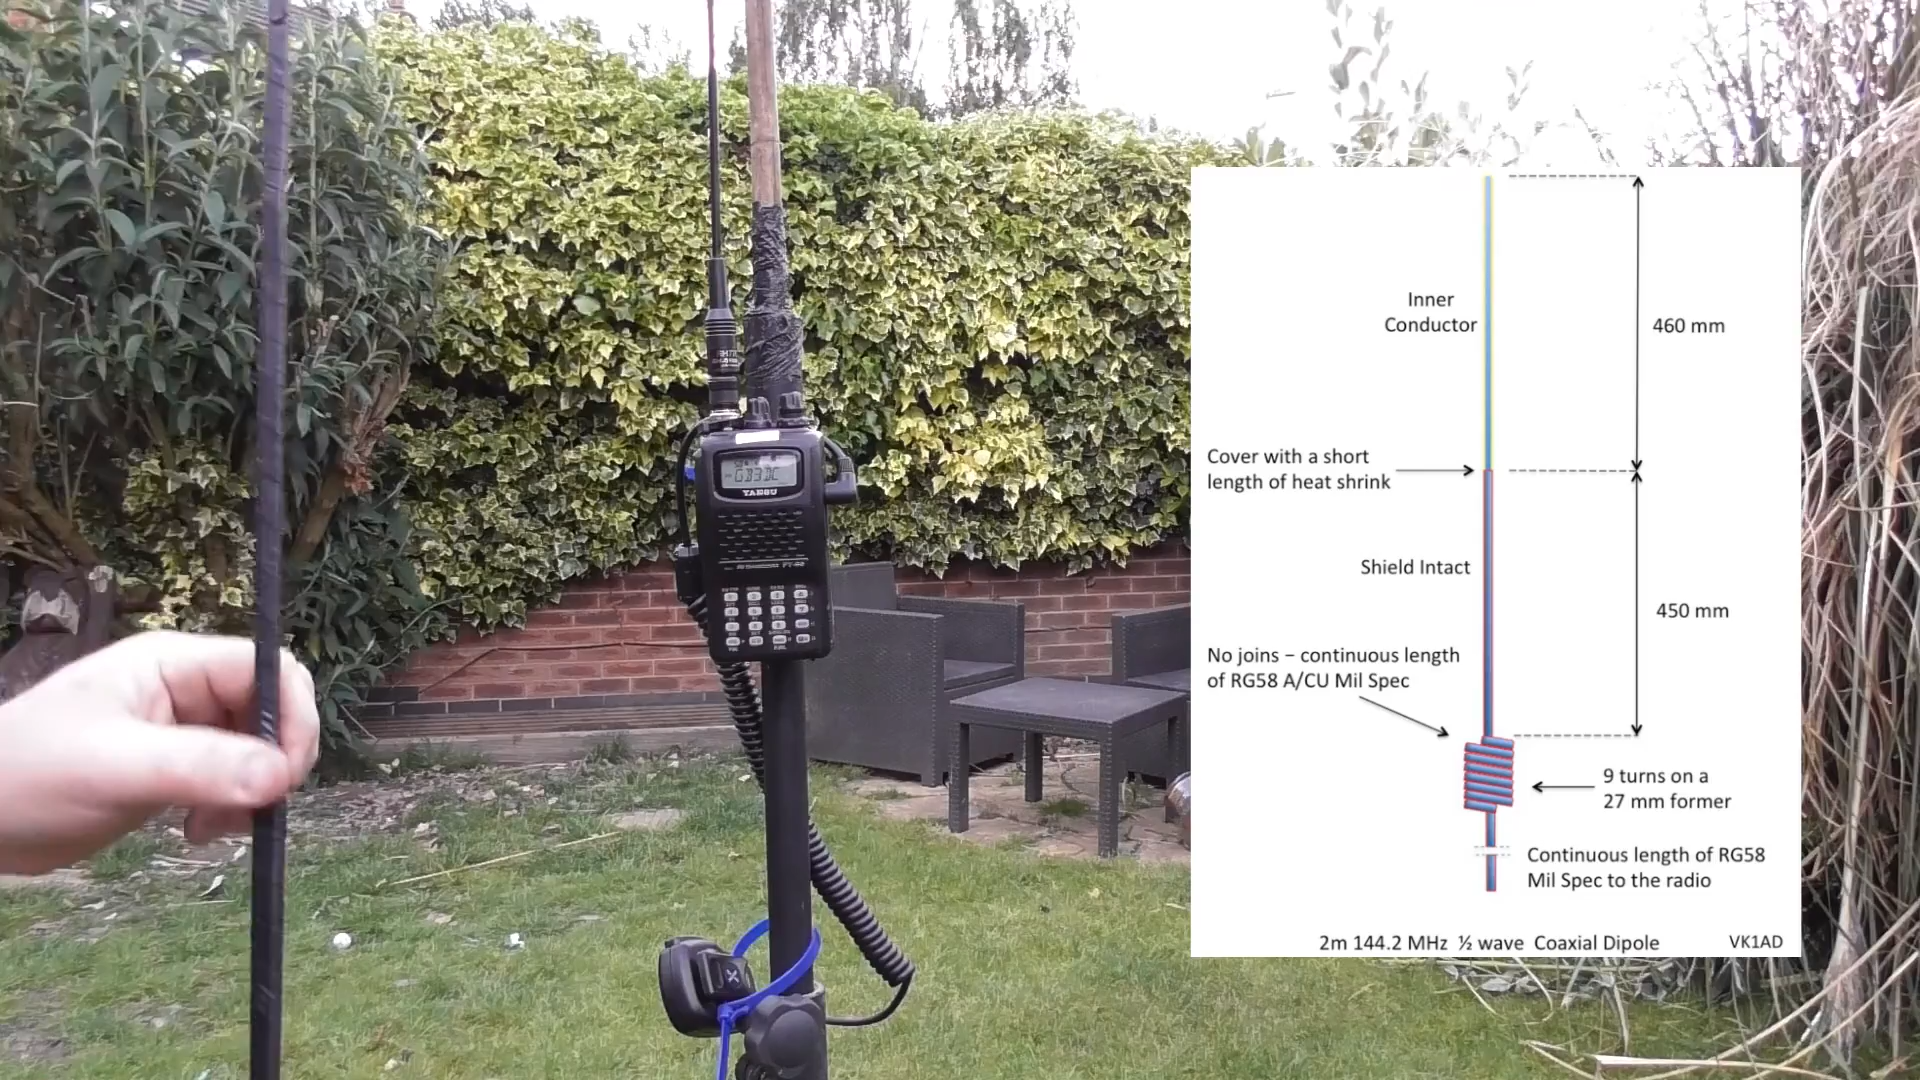 GB3DC
YAESU
Inner
Conductor
460 mm
Cover with a short
length of heat shrink
Shield Intact
450 mm
No joins – continuous length
of RG58 A/CU Mil Spec
9 turns on a
27 mm former
Continuous length of RG58
Mil Spec to the radio
2m 144.2 MHz ½ wave Coaxial Dipole
VK1AD